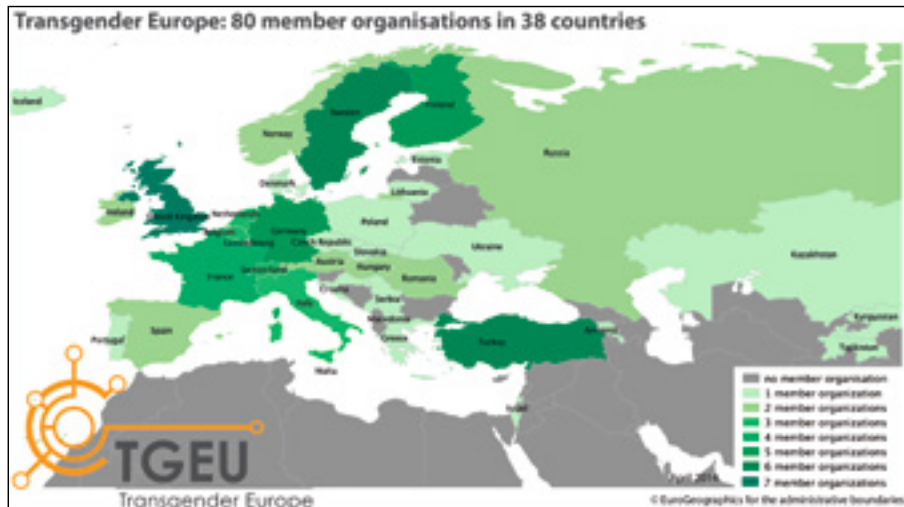 Transgender Europe: 80 member organisations in 38 countries
Iceland
Norway
Sweden
Finland
Russia
Estonia
Denmark
Lithuania
Ireland
United Kingdom
Netherlands
Belgium
Germany
Poland
Luxembourg
Czech Republic
Ukraine
Kazakhstan
Slovakia
Austria
Hungary
France
Switzerland
Romania
Croatia
Italy
Serbia
Kyrgyzstan
Macedonia
Armenia
Spain
Turkey
Portugal
Greece
Tajikistan
Malta
Israel
no member organisation
1 member organization
2 member organizations
3 member organizations
4 member organizations
5 member organizations
6 member organizations
7 member organizations
TGEU
Transgender Europe
© EuroGeographics for the administrative boundaries